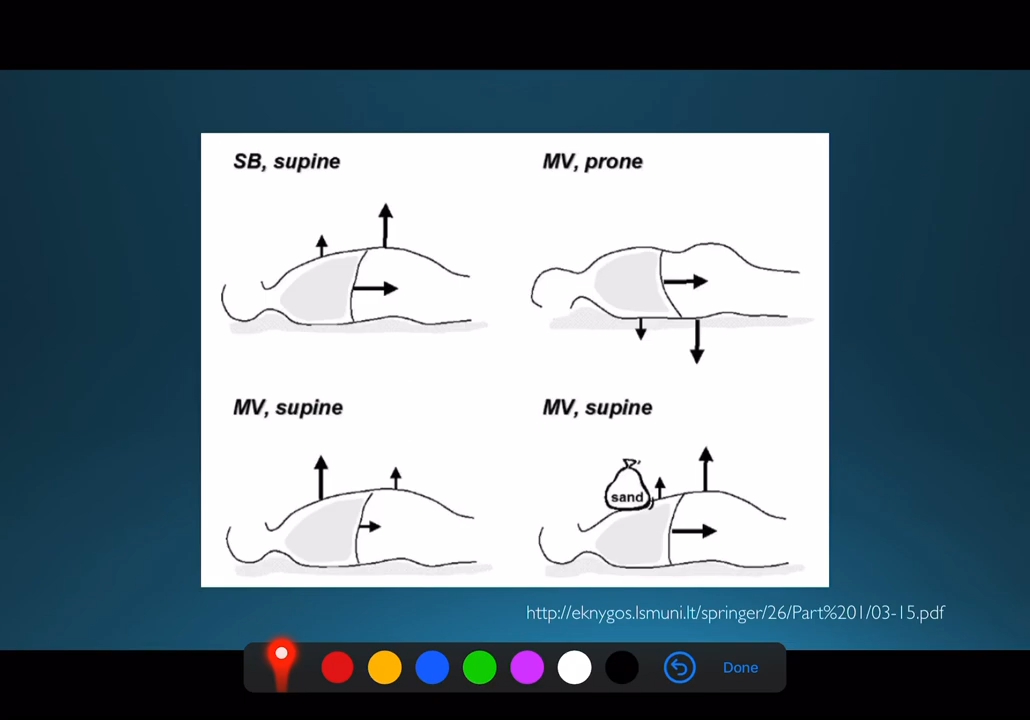 SB, supine
MV, prone
MV, supine
MV, supine
sand
http://eknygos.lsmuni.lt/springer/26/Part%201/03-15.pdf
Done